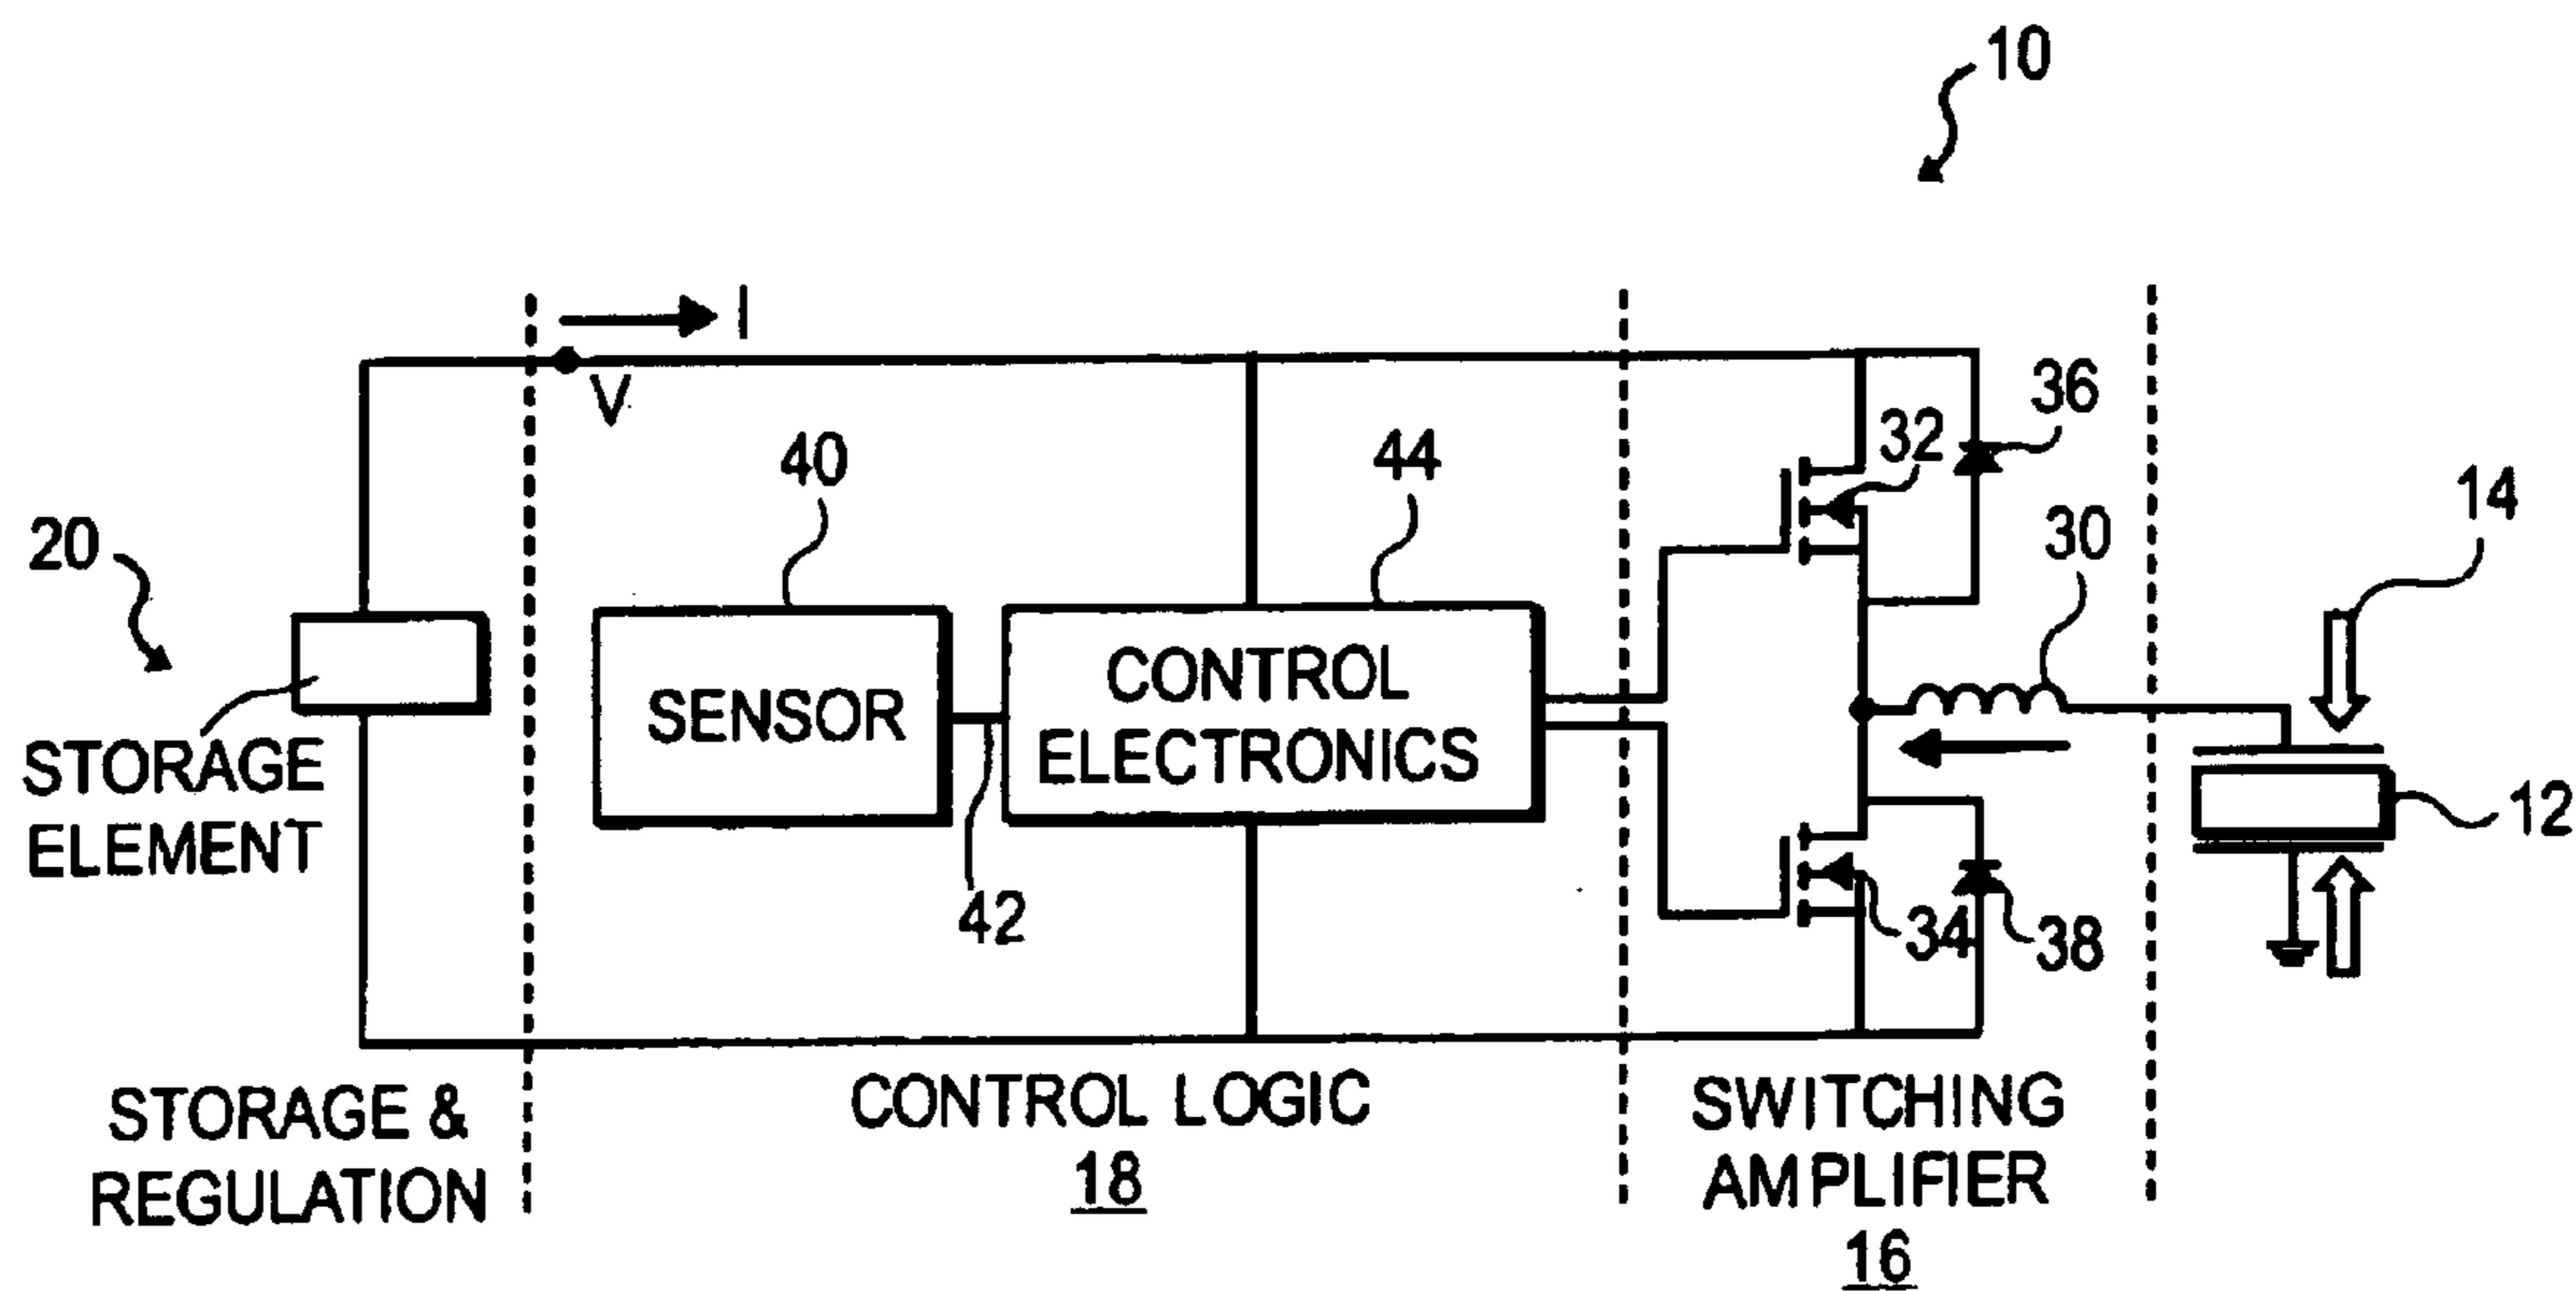 10
I
V
36
32
40
44
14
30
20
SENSOR
CONTROL
ELECTRONICS
STORAGE
ELEMENT
12
42
34
38
STORAGE &
REGULATION
CONTROL LOGIC
18
SWITCHING
AMPLIFIER
16